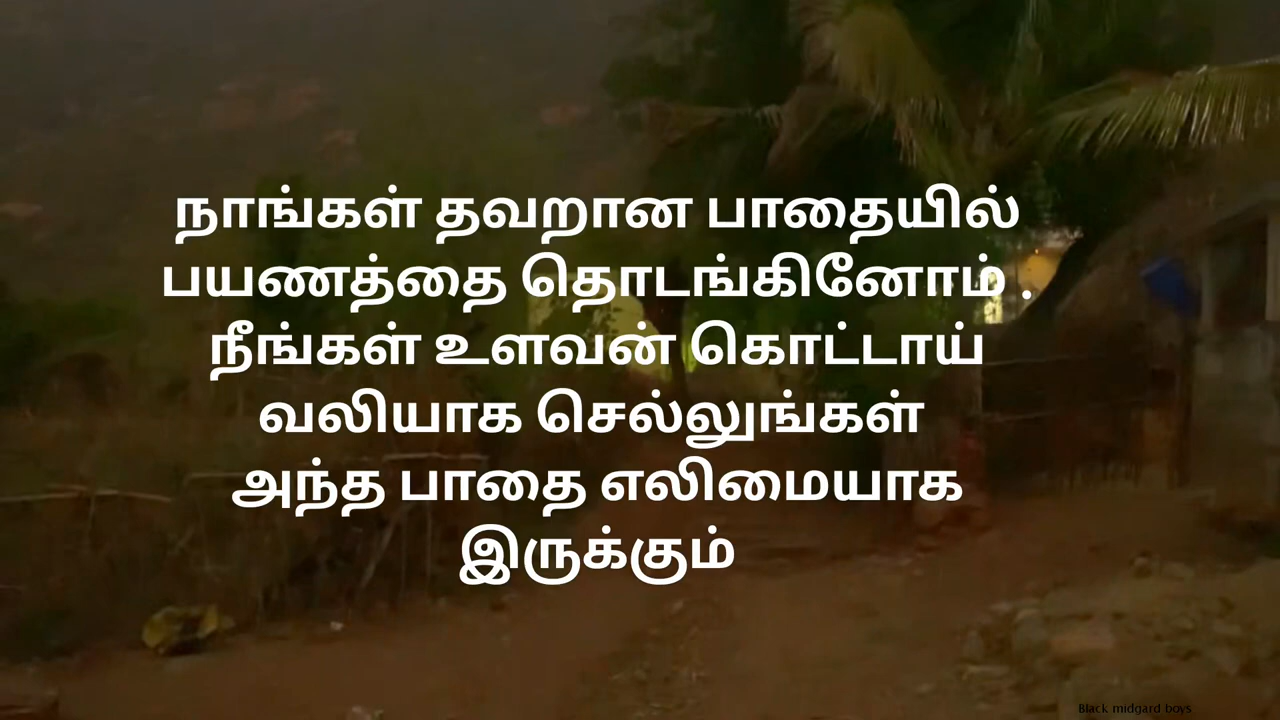 நாங்கள் தவறான பாதையில்
பயணத்தை தொடங்கினோம் .
நீங்கள் உளவன் கொட்டாய்
வலியாக செல்லுங்கள்
அந்த பாதை எலிமையாக
இருக்கும்
Black midgard boys